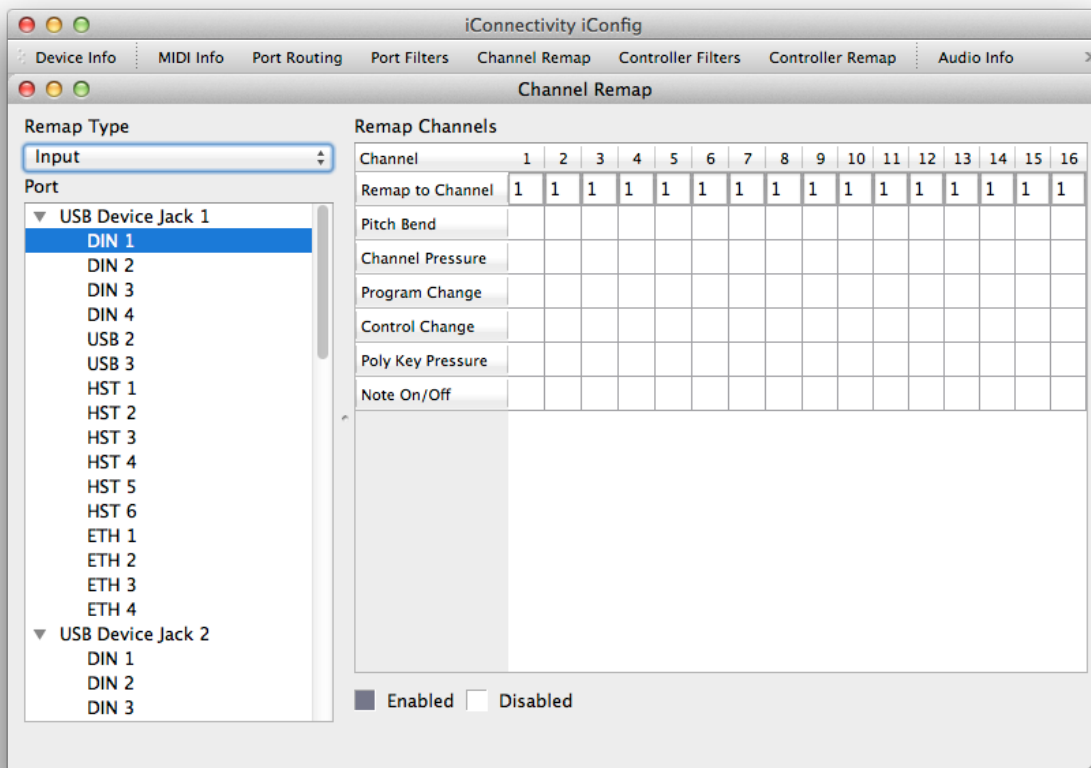 iConnectivity iConfig
Device Info MIDI Info Port Routing Port Filters Channel Remap Controller Filters Controller Remap Audio Info
Channel Remap
Remap Type
Input
Port
USB Device Jack 1
DIN 1
DIN 2
DIN 3
DIN 4
USB 2
USB 3
HST 1
HST 2
HST 3
HST 4
HST 5
HST 6
ETH 1
ETH 2
ETH 3
ETH 4
USB Device Jack 2
DIN 1
DIN 2
DIN 3
Remap Channels
Channel 1 2 3 4 5 6 7 8 9 10 11 12 13 14 15 16
Remap to Channel 1 1 1 1 1 1 1 1 1 1 1 1 1 1 1 1
Pitch Bend
Channel Pressure
Program Change
Control Change
Poly Key Pressure
Note On/Off
Enabled Disabled